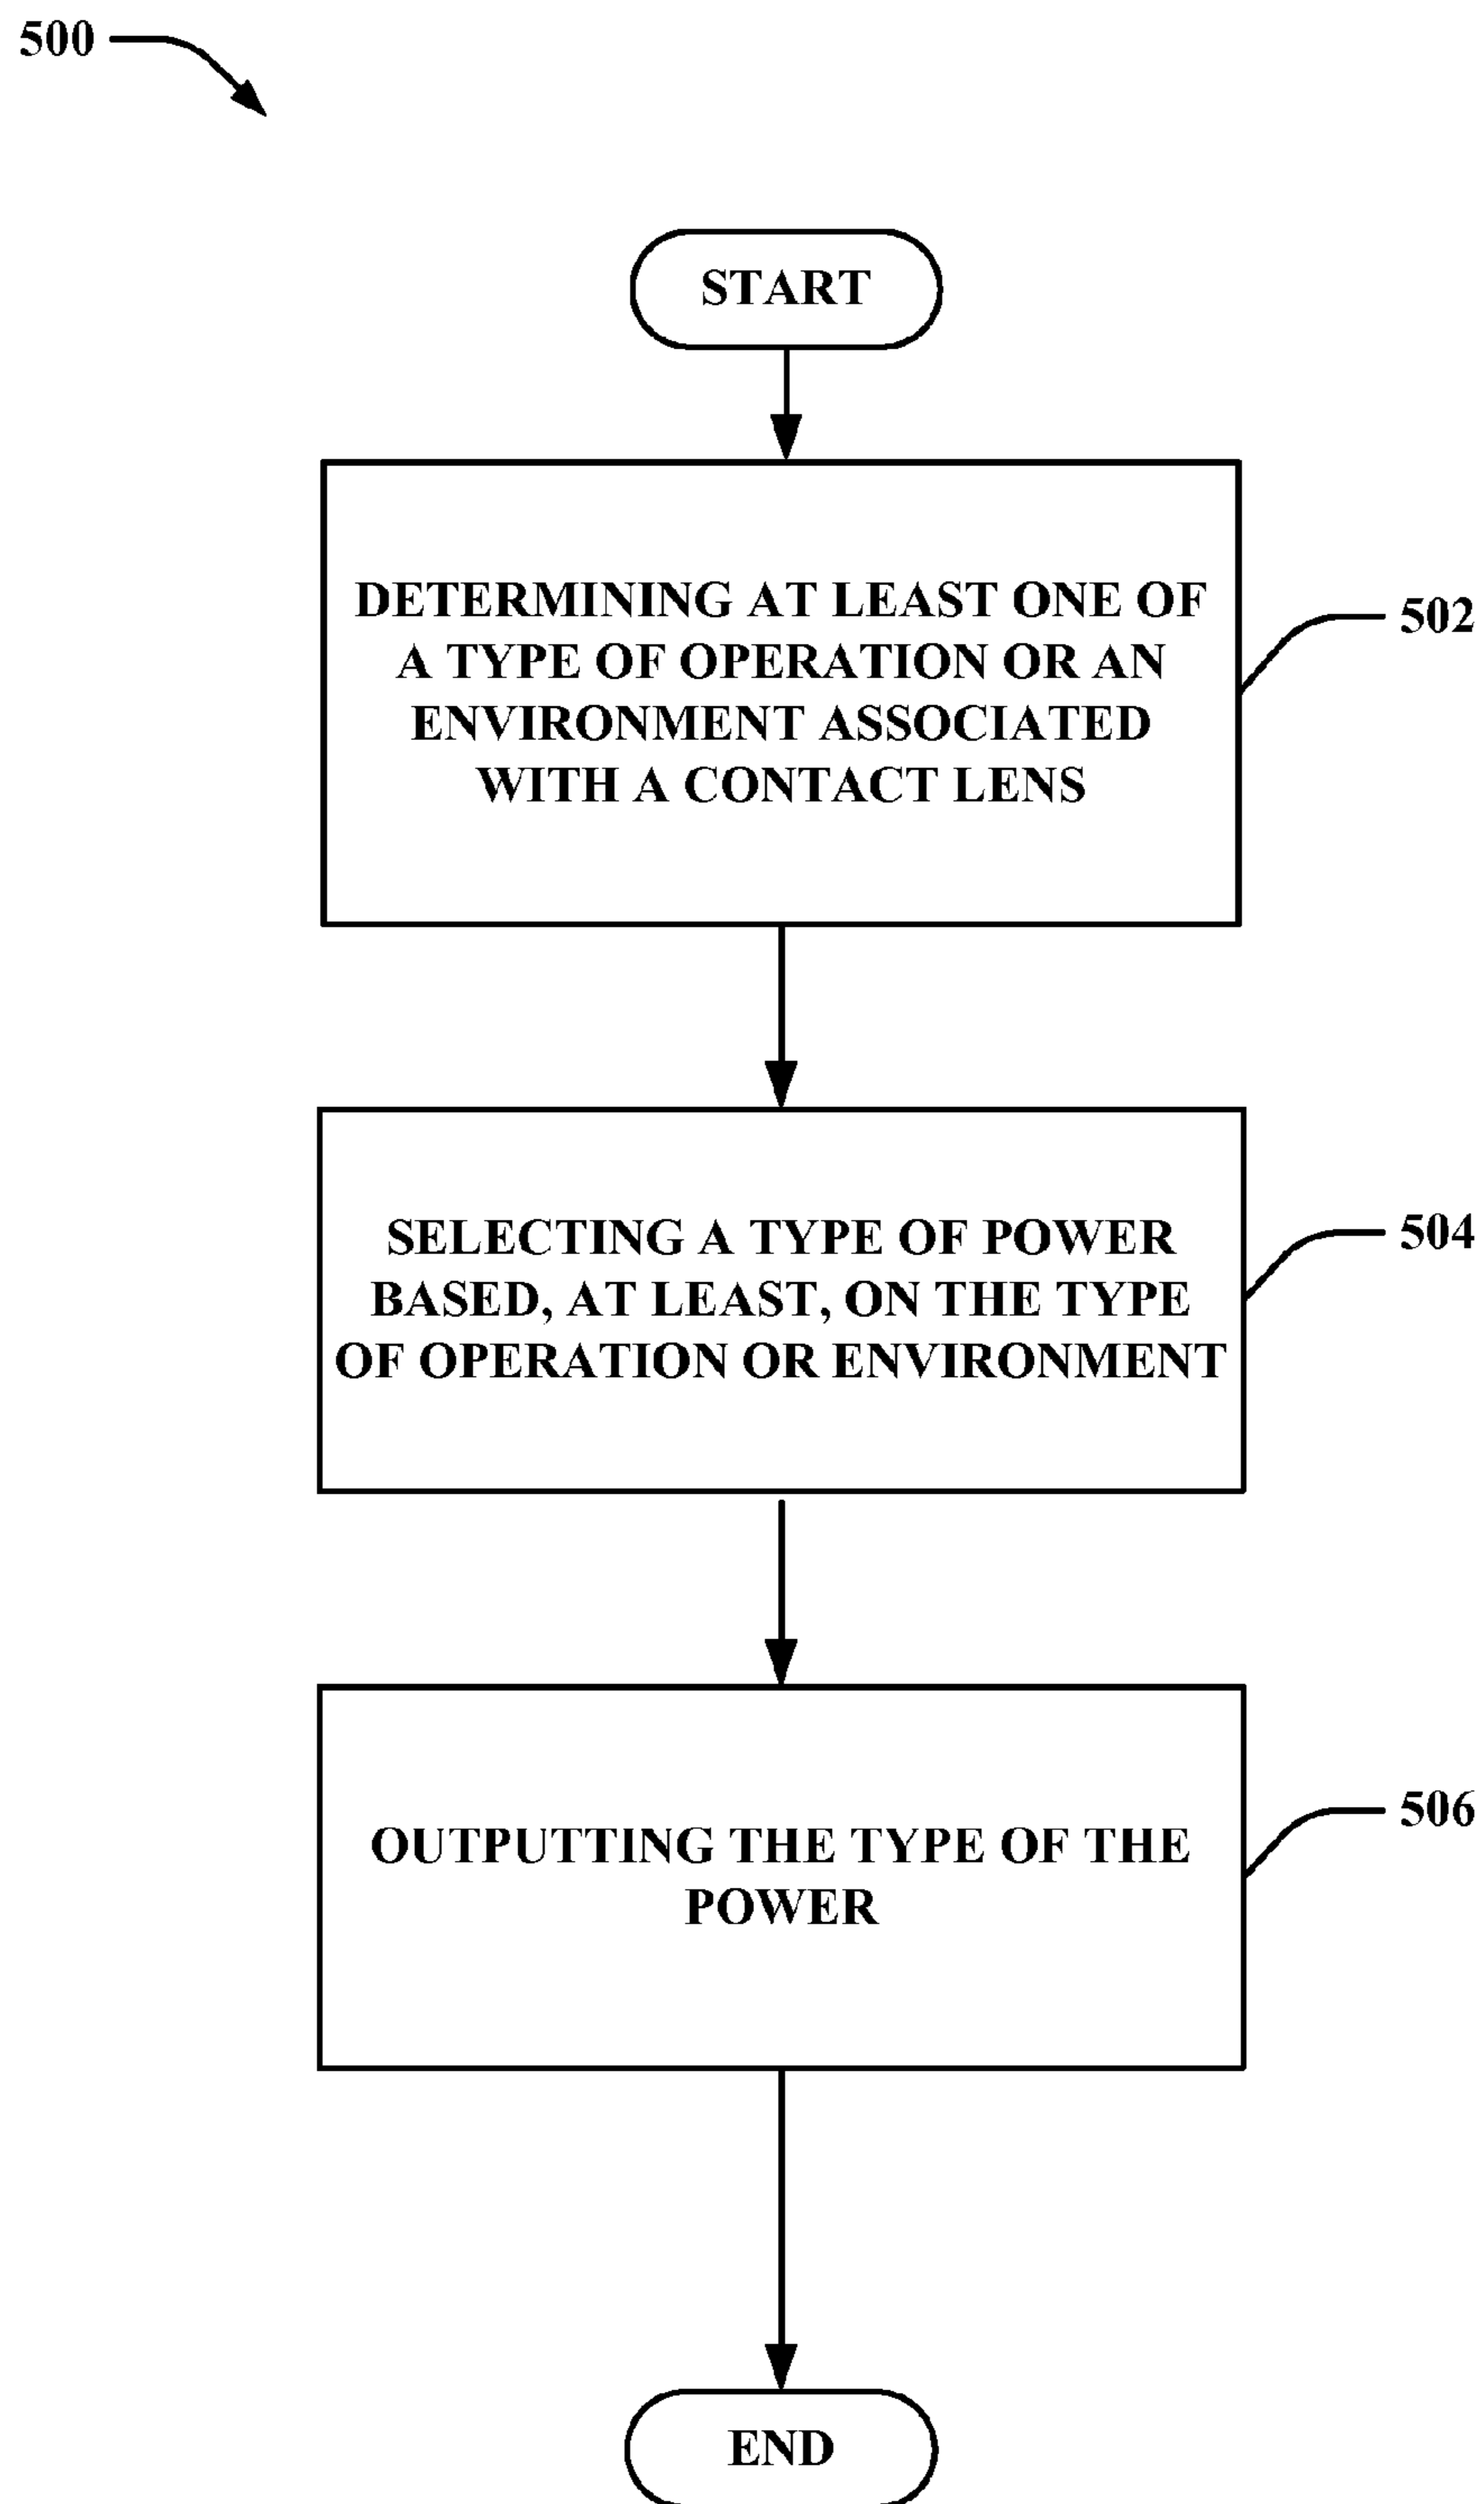 500
START
DETERMINING AT LEAST ONE OF
A TYPE OF OPERATION OR AN
ENVIRONMENT ASSOCIATED
WITH A CONTACT LENS
502
SELECTING A TYPE OF POWER
BASED, AT LEAST, ON THE TYPE
OF OPERATION OR ENVIRONMENT
504
OUTPUTTING THE TYPE OF THE
POWER
506
END